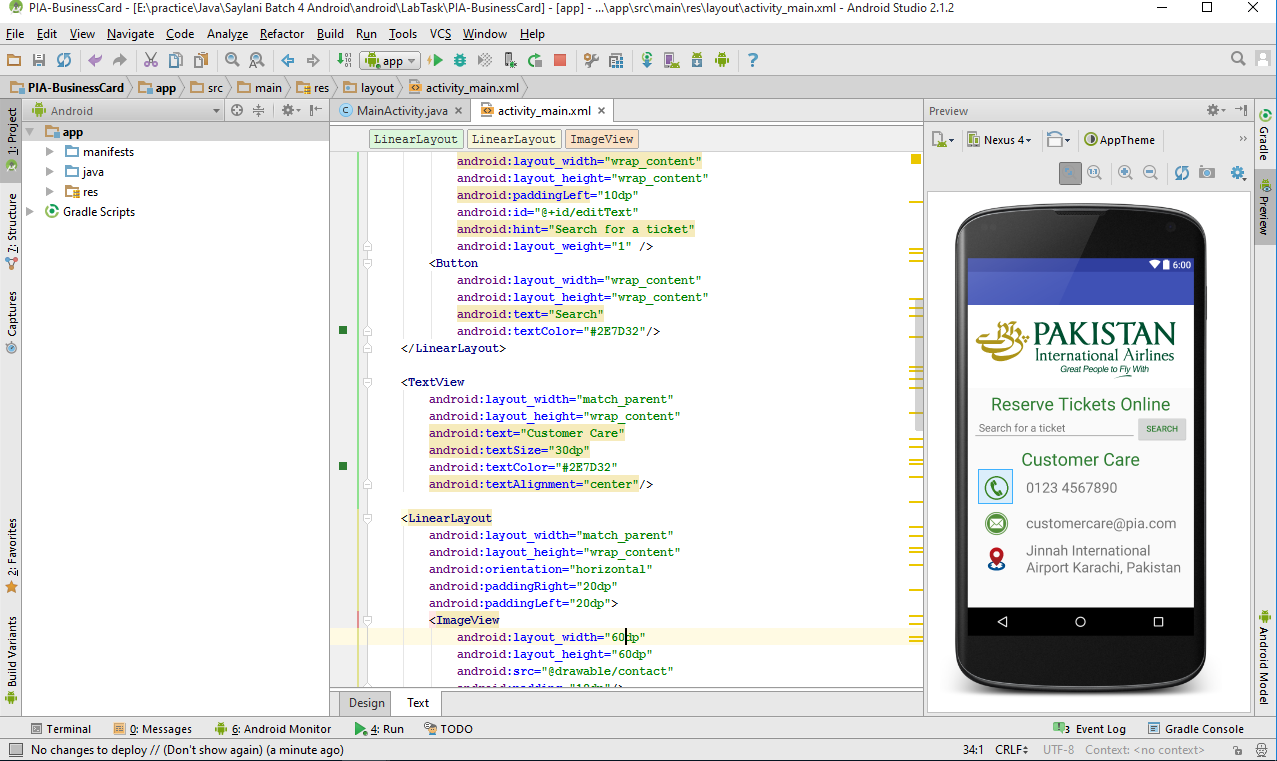 PIA-BusinessCard - [E:\practice\Java\Saylani Batch 4 Android\android\LabTask\PIA-BusinessCard] - [app] - ...\app\src\main\res\layout\activity_main.xml - Android Studio 2.1.2
File Edit View Navigate Code Analyze Refactor Build Run Tools VCS Window Help
app
PIA-BusinessCard app src main res layout activity_main.xml
1: Project
7: Structure
Captures
2: Favorites
Build Variants
Android
app
manifests
java
res
Gradle Scripts
MainActivity.java activity_main.xml
LinearLayout LinearLayout ImageView
android:layout_width="wrap_content"
android:layout_height="wrap_content"
android:paddingLeft="10dp"
android:id="@+id/editText"
android:hint="Search for a ticket"
android:layout_weight="1" />
<Button
android:layout_width="wrap_content"
android:layout_height="wrap_content"
android:text="Search"
android:textColor="#2E7D32"/>
</LinearLayout>
<TextView
android:layout_width="match_parent"
android:layout_height="wrap_content"
android:text="Customer Care"
android:textSize="30dp"
android:textColor="#2E7D32"
android:textAlignment="center"/>
<LinearLayout
android:layout_width="match_parent"
android:layout_height="wrap_content"
android:orientation="horizontal"
android:paddingRight="20dp"
android:paddingLeft="20dp">
<ImageView
android:layout_width="60dp"
android:layout_height="60dp"
android:src="@drawable/contact"
android:padding="10dp"/>
Design Text
Preview
Nexus 4 AppTheme
1:1
6:00
PAKISTAN
International Airlines
Great People to Fly With
Reserve Tickets Online
Search for a ticket SEARCH
Customer Care
0123 4567890
customercare@pia.com
Jinnah International
Airport Karachi, Pakistan
Gradle
Preview
Android Model
Terminal 0: Messages 6: Android Monitor 4: Run TODO 3 Event Log Gradle Console
No changes to deploy // (Don't show again) (a minute ago) 34:1 CRLF UTF-8 Context: <no context>